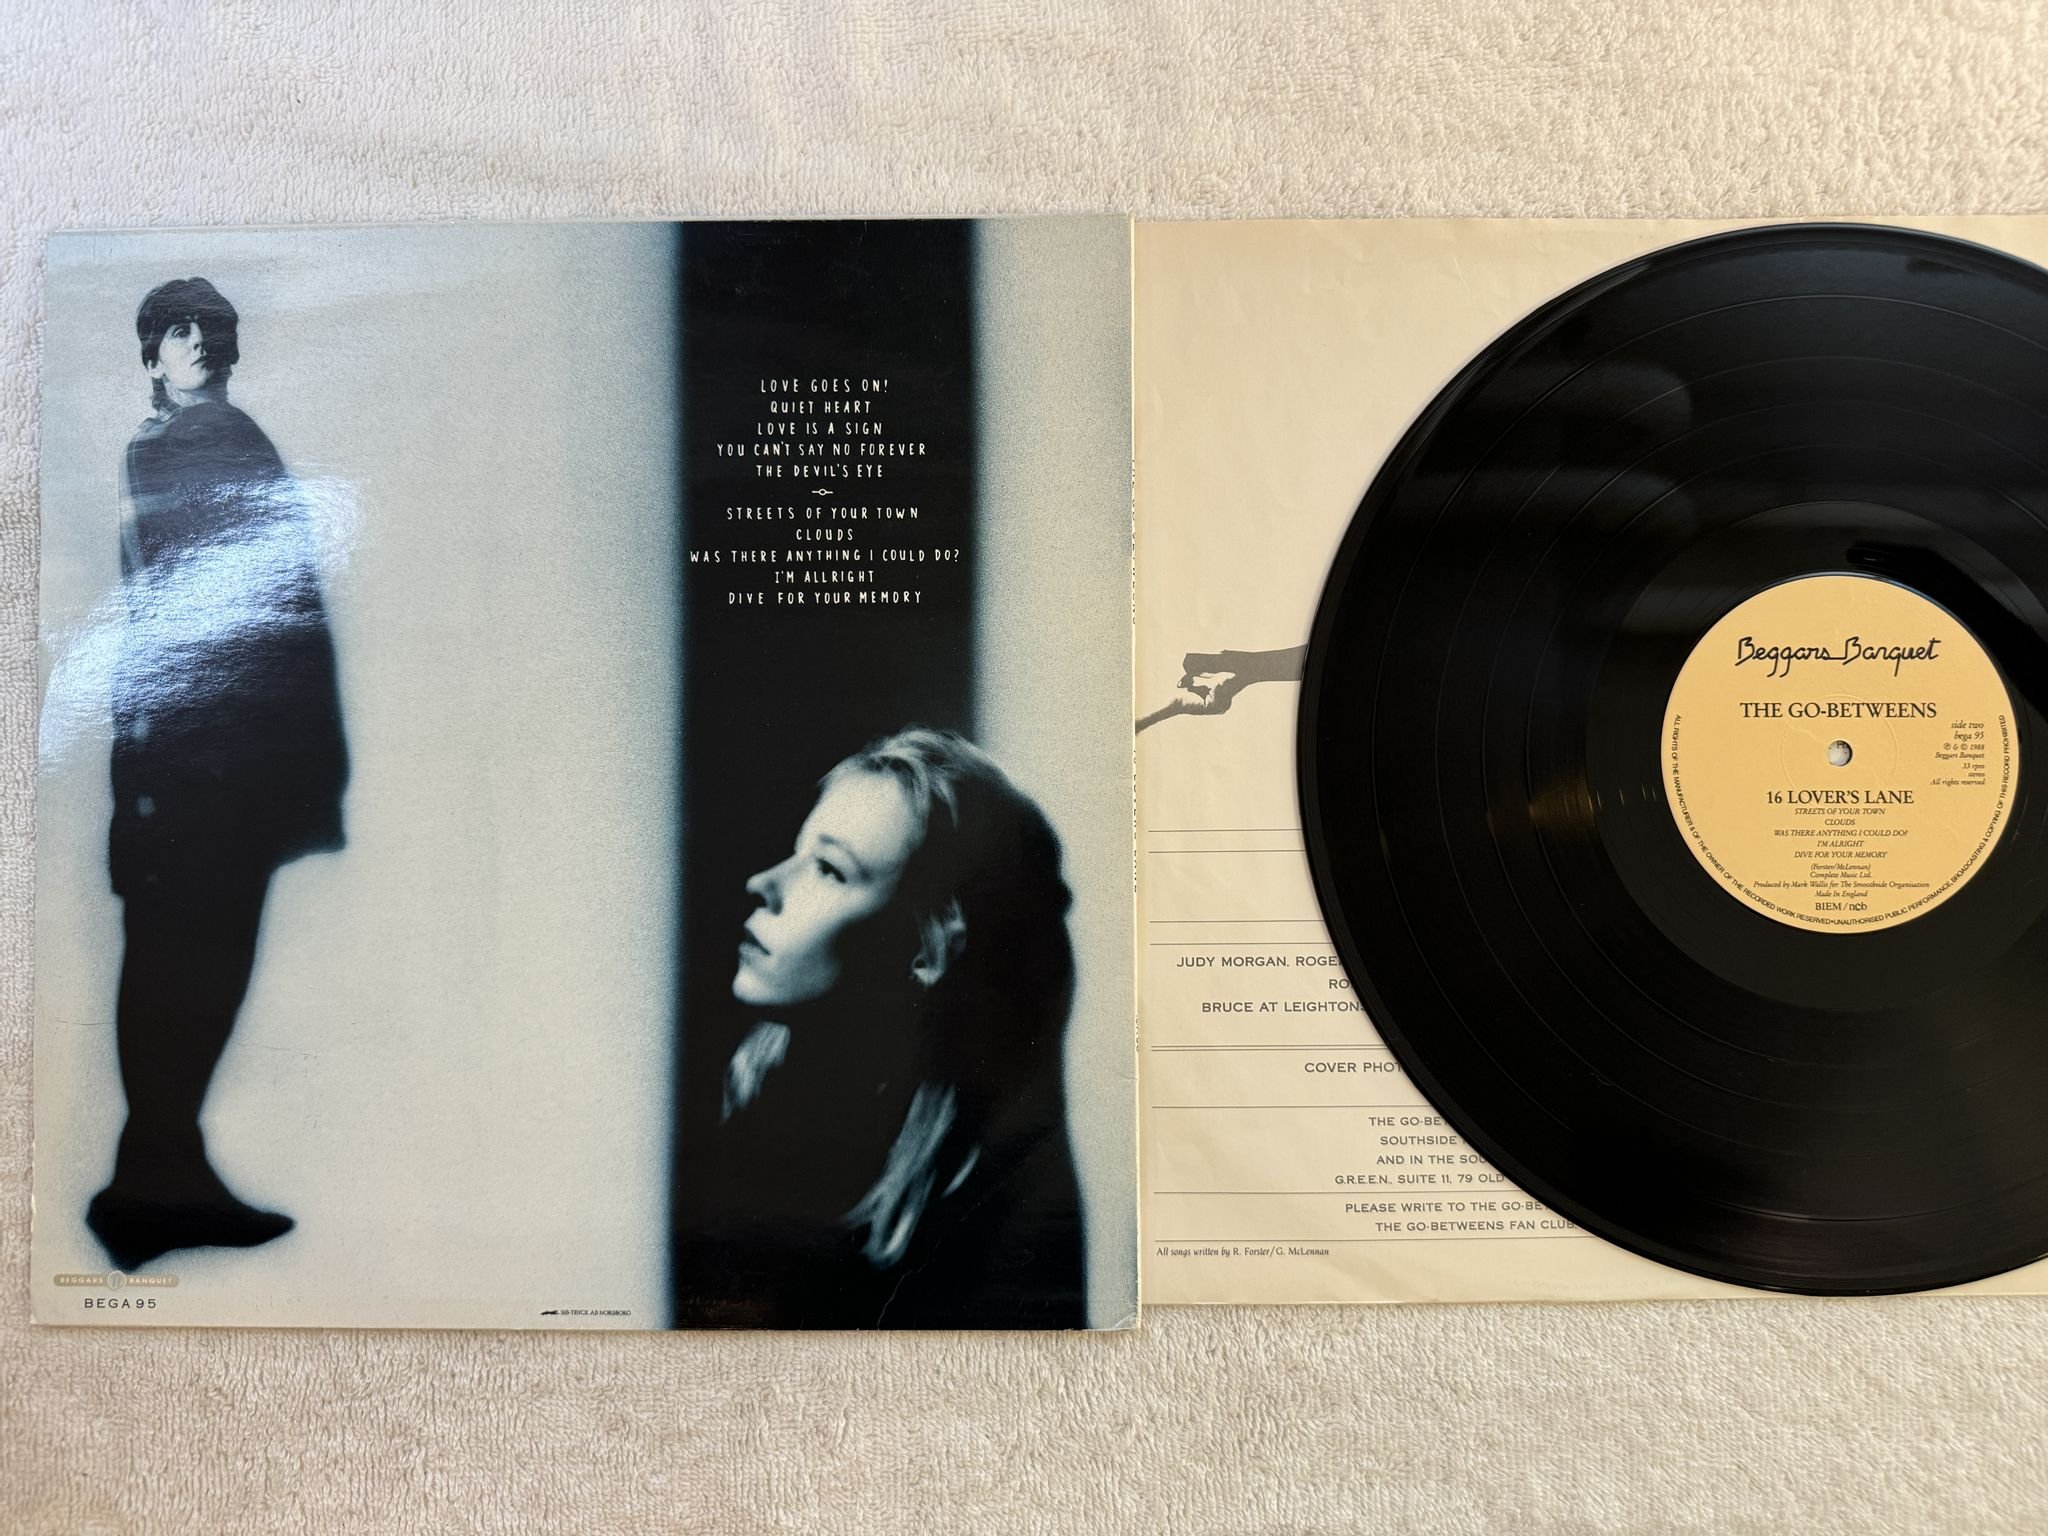 LOVE GOES ON!
QUIET HEART
LOVE IS A SIGN
YOU CAN'T SAY NO FOREVER
THE DEVIL'S EYE
STREETS OF YOUR TOWN
CLOUDS
WAS THERE ANYTHING I COULD DO?
I'M ALLRIGHT
DIVE FOR YOUR MEMORY
BEGGARS BANQUET
BEGA 95
SIB-TRYCK AB NORSBORG
JUDY MORGAN, ROGE
RO
BRUCE AT LEIGHTONS
COVER PHOT
THE GO-BET
SOUTHSIDE
AND IN THE SOU
G.R.E.E.N., SUITE 11, 79 OLD
PLEASE WRITE TO THE GO-BET
THE GO-BETWEENS FAN CLUB,
All songs written by R. Forster/G. McLennan
Beggars Banquet
THE GO-BETWEENS
side two
bega 95
℗ & © 1988
Beggars Banquet
33 rpm
stereo
All rights reserved
16 LOVER'S LANE
STREETS OF YOUR TOWN
CLOUDS
WAS THERE ANYTHING I COULD DO?
I'M ALRIGHT
DIVE FOR YOUR MEMORY
(Forster/McLennan)
Complete Music Ltd.
Produced by Mark Wallis for The Smoothside Organisation
Made in England
BIEM/ncb
ALL RIGHTS OF THE MANUFACTURER & OF THE OWNER OF THE RECORDED WORK RESERVED • UNAUTHORISED PUBLIC PERFORMANCE, BROADCASTING & COPYING OF THIS RECORD PROHIBITED